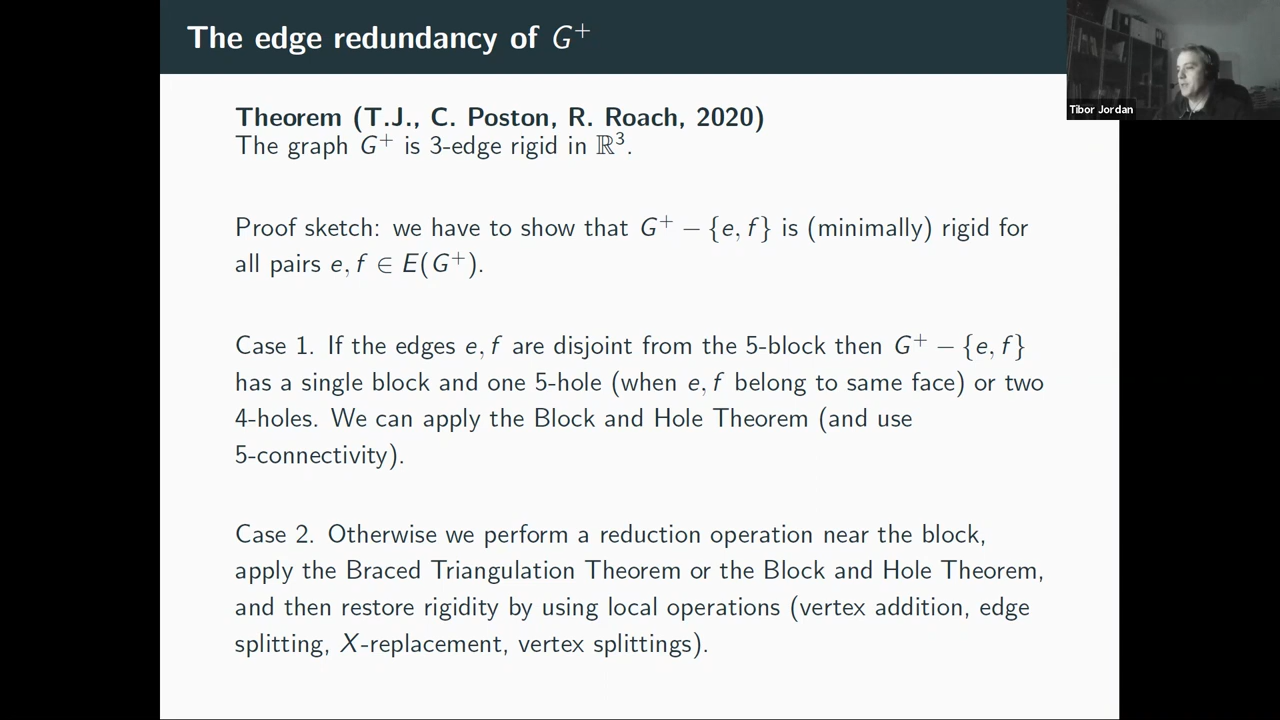 The edge redundancy of G⁺
Tibor Jordan
Theorem (T.J., C. Poston, R. Roach, 2020)
The graph G⁺ is 3-edge rigid in ℝ³.
Proof sketch: we have to show that G⁺ − {e, f} is (minimally) rigid for
all pairs e, f ∈ E(G⁺).
Case 1. If the edges e, f are disjoint from the 5-block then G⁺ − {e, f}
has a single block and one 5-hole (when e, f belong to same face) or two
4-holes. We can apply the Block and Hole Theorem (and use
5-connectivity).
Case 2. Otherwise we perform a reduction operation near the block,
apply the Braced Triangulation Theorem or the Block and Hole Theorem,
and then restore rigidity by using local operations (vertex addition, edge
splitting, X-replacement, vertex splittings).